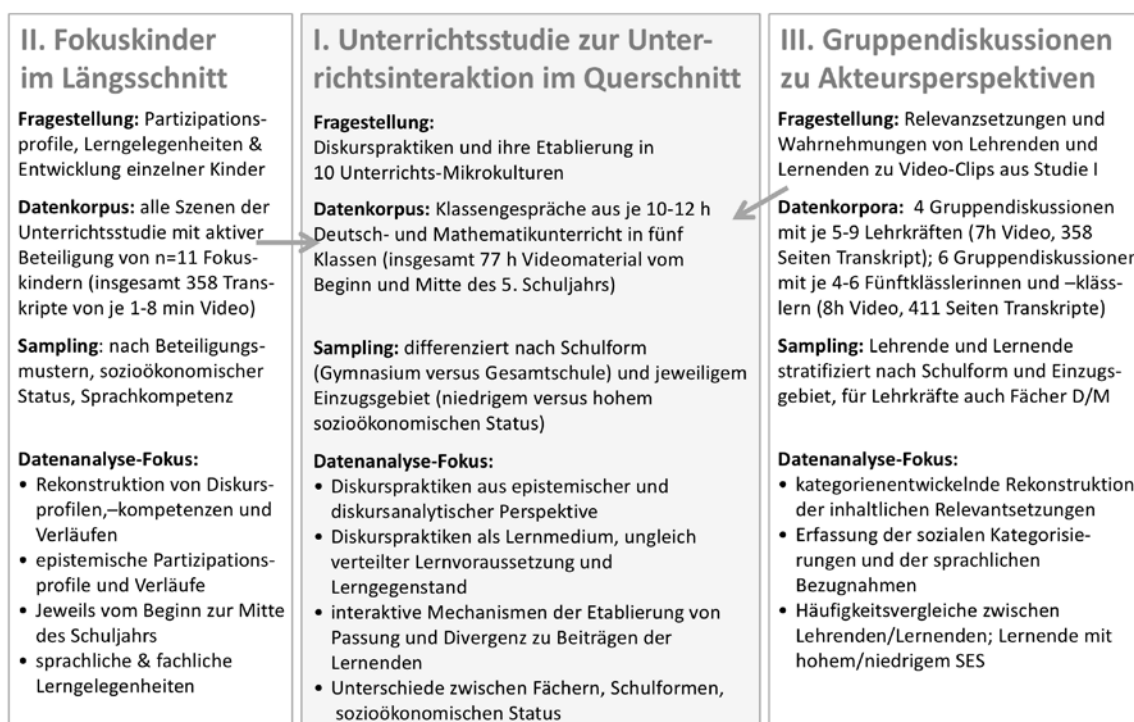 II. Fokuskinder
im Längsschnitt
Fragestellung: Partizipations-
profile, Lerngelegenheiten &
Entwicklung einzelner Kinder
Datenkorpus: alle Szenen der
Unterrichtsstudie mit aktiver
Beteiligung von n=11 Fokus-
kindern (insgesamt 358 Trans-
kripte von je 1-8 min Video)
Sampling: nach Beteiligungs-
mustern, sozioökonomischer
Status, Sprachkompetenz
Datenanalyse-Fokus:
• Rekonstruktion von Diskurs-
profilen,–kompetenzen und
Verläufen
• epistemische Partizipations-
profile und Verläufe
• Jeweils vom Beginn zur Mitte
des Schuljahrs
• sprachliche & fachliche
Lerngelegenheiten
I. Unterrichtsstudie zur Unter-
richtsinteraktion im Querschnitt
Fragestellung:
Diskurspraktiken und ihre Etablierung in
10 Unterrichts-Mikrokulturen
Datenkorpus: Klassengespräche aus je 10-12 h
Deutsch- und Mathematikunterricht in fünf
Klassen (insgesamt 77 h Videomaterial vom
Beginn und Mitte des 5. Schuljahrs)
Sampling: differenziert nach Schulform
(Gymnasium versus Gesamtschule) und jeweiligem
Einzugsgebiet (niedrigem versus hohem
sozioökonomischen Status)
Datenanalyse-Fokus:
• Diskurspraktiken aus epistemischer und
diskursanalytischer Perspektive
• Diskurspraktiken als Lernmedium, ungleich
verteilter Lernvoraussetzung und
Lerngegenstand
• interaktive Mechanismen der Etablierung von
Passung und Divergenz zu Beiträgen der
Lernenden
• Unterschiede zwischen Fächern, Schulformen,
sozioökonomischen Status
III. Gruppendiskussionen
zu Akteursperspektiven
Fragestellung: Relevanzsetzungen und
Wahrnehmungen von Lehrenden und
Lernenden zu Video-Clips aus Studie I
Datenkorpora: 4 Gruppendiskussionen
mit je 5-9 Lehrkräften (7h Video, 358
Seiten Transkript); 6 Gruppendiskussionen
mit je 4-6 Fünftklässlerinnen und –kläss-
lern (8h Video, 411 Seiten Transkripte)
Sampling: Lehrende und Lernende
stratifiziert nach Schulform und Einzugs-
gebiet, für Lehrkräfte auch Fächer D/M
Datenanalyse-Fokus:
• kategorienentwickelnde Rekonstruktion
der inhaltlichen Relevantsetzungen
• Erfassung der sozialen Kategorisie-
rungen und der sprachlichen
Bezugnahmen
• Häufigkeitsvergleiche zwischen
Lehrenden/Lernenden; Lernende mit
hohem/niedrigem SES